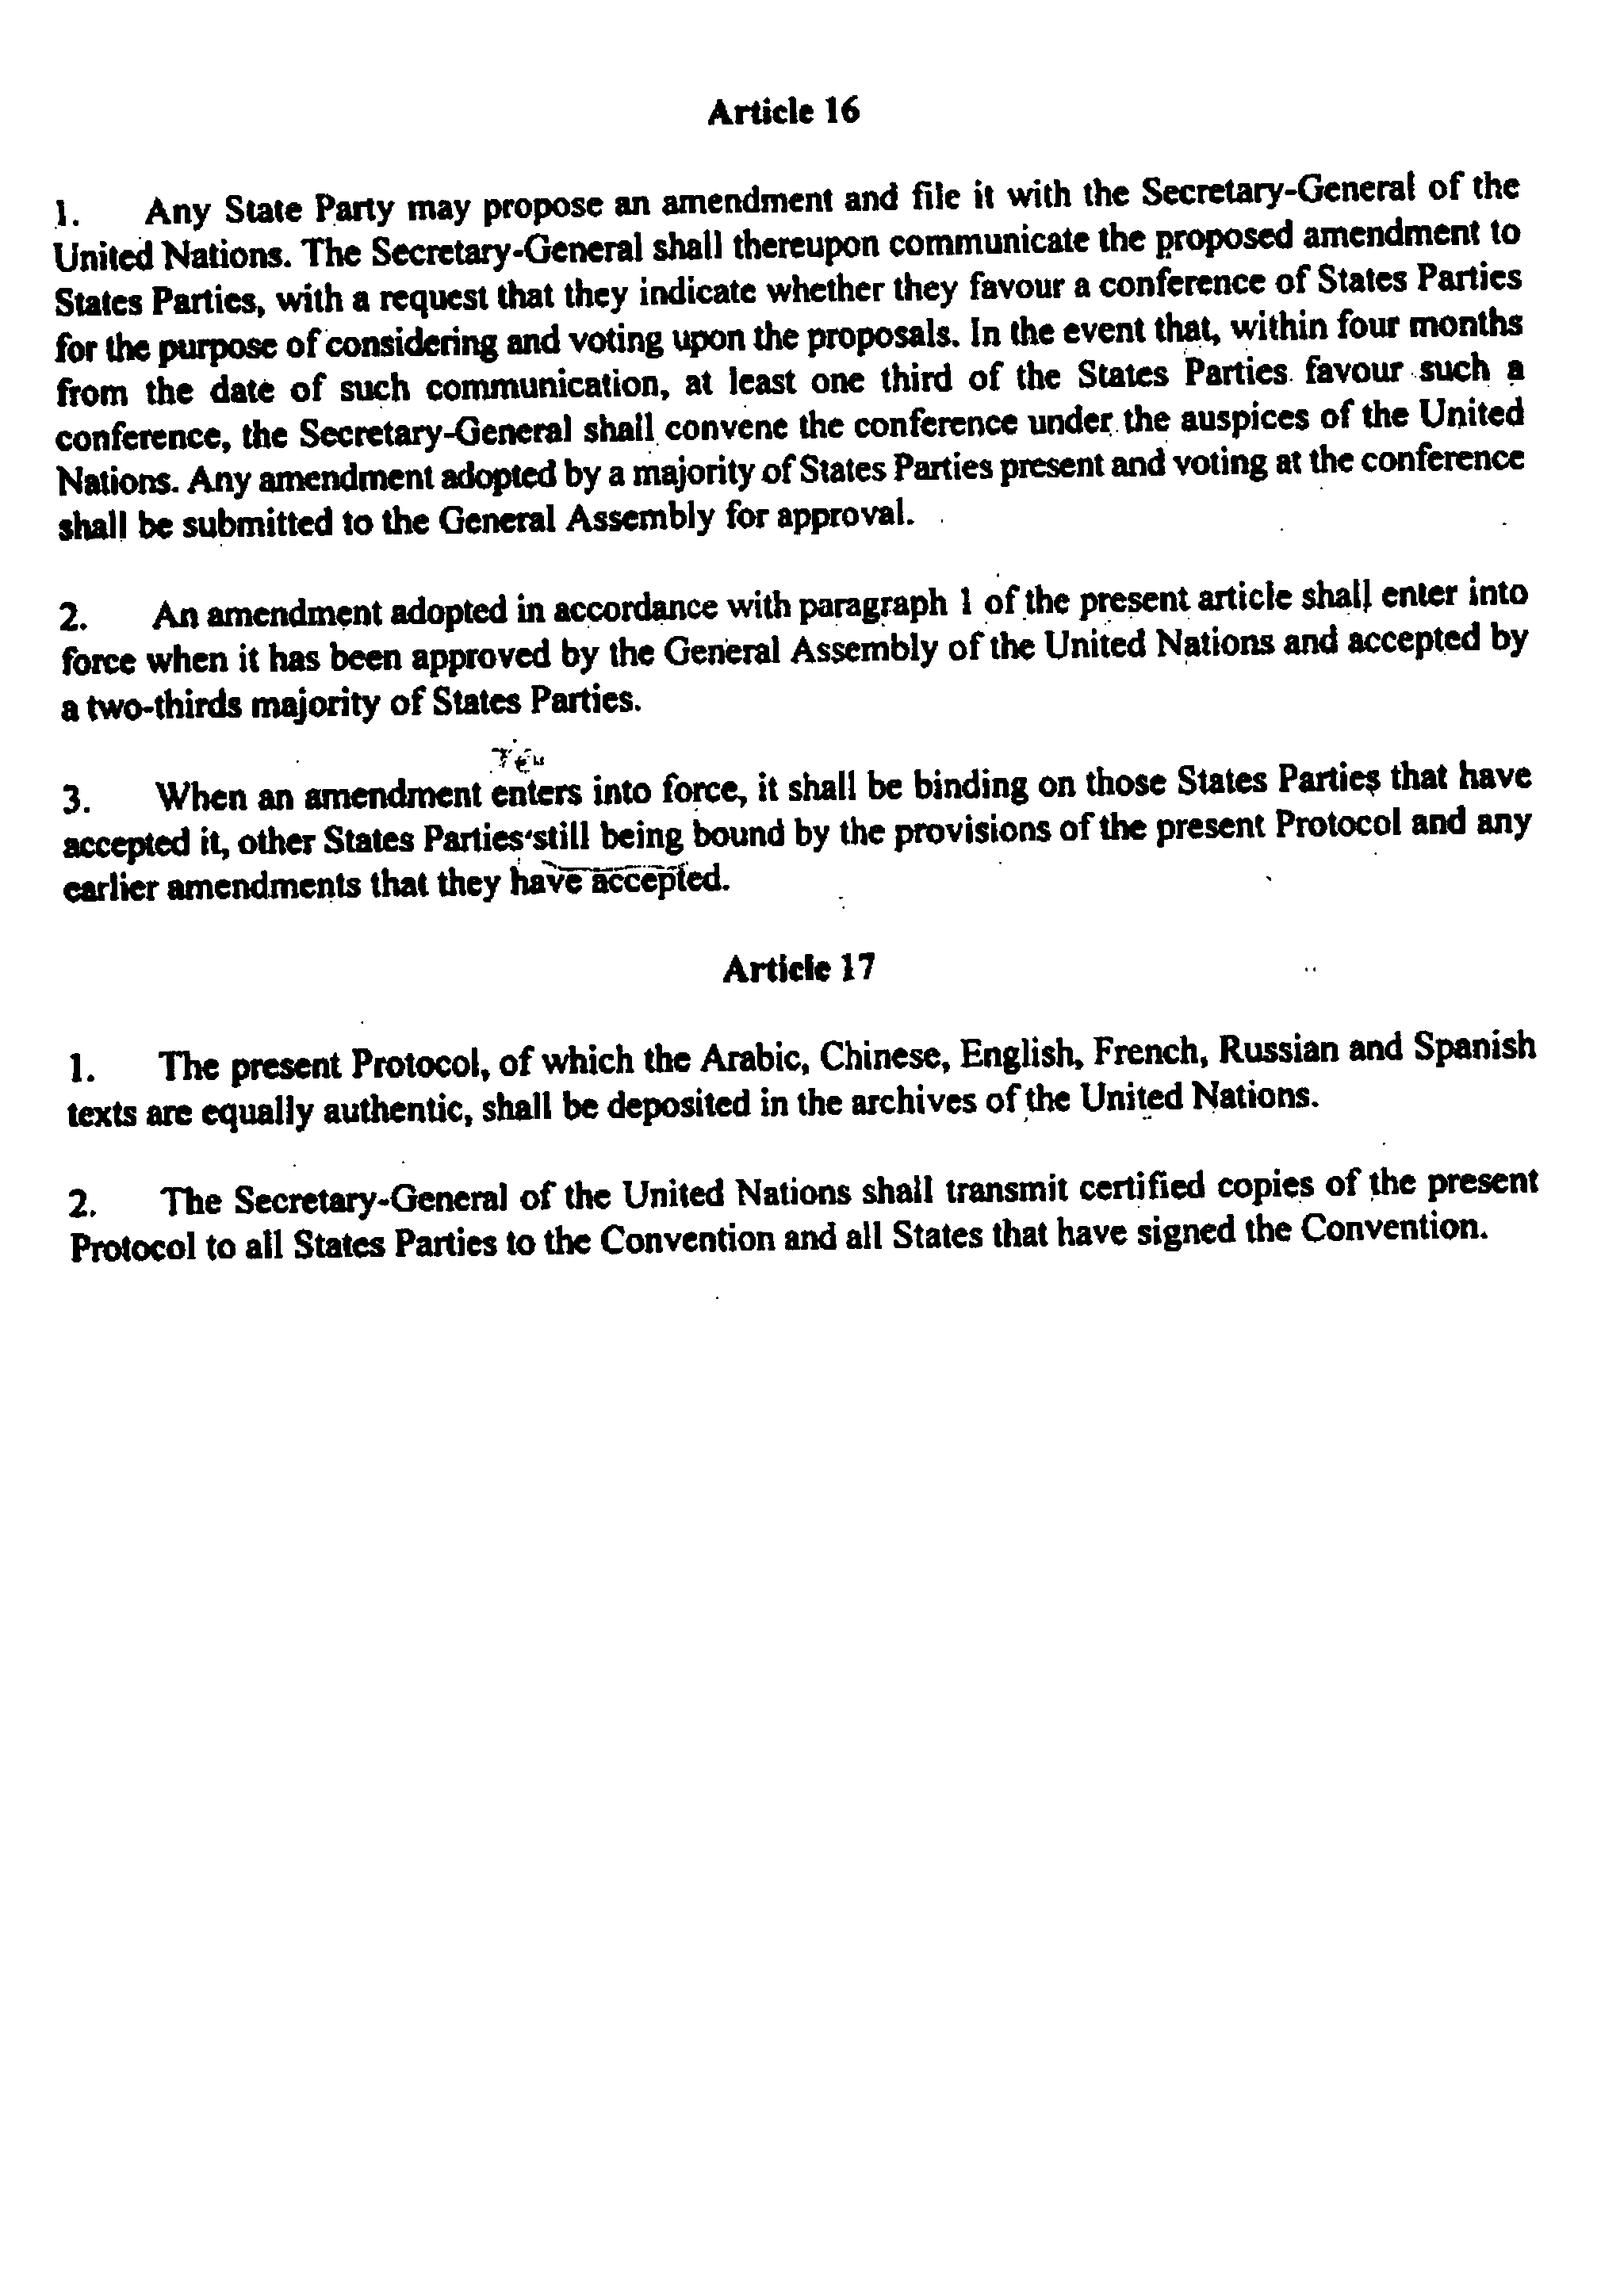 Article 16
1. Any State Party may propose an amendment and file it with the Secretary-General of the
United Nations. The Secretary-General shall thereupon communicate the proposed amendment to
States Parties, with a request that they indicate whether they favour a conference of States Parties
for the purpose of considering and voting upon the proposals. In the event that, within four months
from the date of such communication, at least one third of the States Parties favour such a
conference, the Secretary-General shall convene the conference under the auspices of the United
Nations. Any amendment adopted by a majority of States Parties present and voting at the conference
shall be submitted to the General Assembly for approval.
2. An amendment adopted in accordance with paragraph 1 of the present article shall enter into
force when it has been approved by the General Assembly of the United Nations and accepted by
a two-thirds majority of States Parties.
3. When an amendment enters into force, it shall be binding on those States Parties that have
accepted it, other States Parties still being bound by the provisions of the present Protocol and any
earlier amendments that they have accepted.
Article 17
1. The present Protocol, of which the Arabic, Chinese, English, French, Russian and Spanish
texts are equally authentic, shall be deposited in the archives of the United Nations.
2. The Secretary-General of the United Nations shall transmit certified copies of the present
Protocol to all States Parties to the Convention and all States that have signed the Convention.